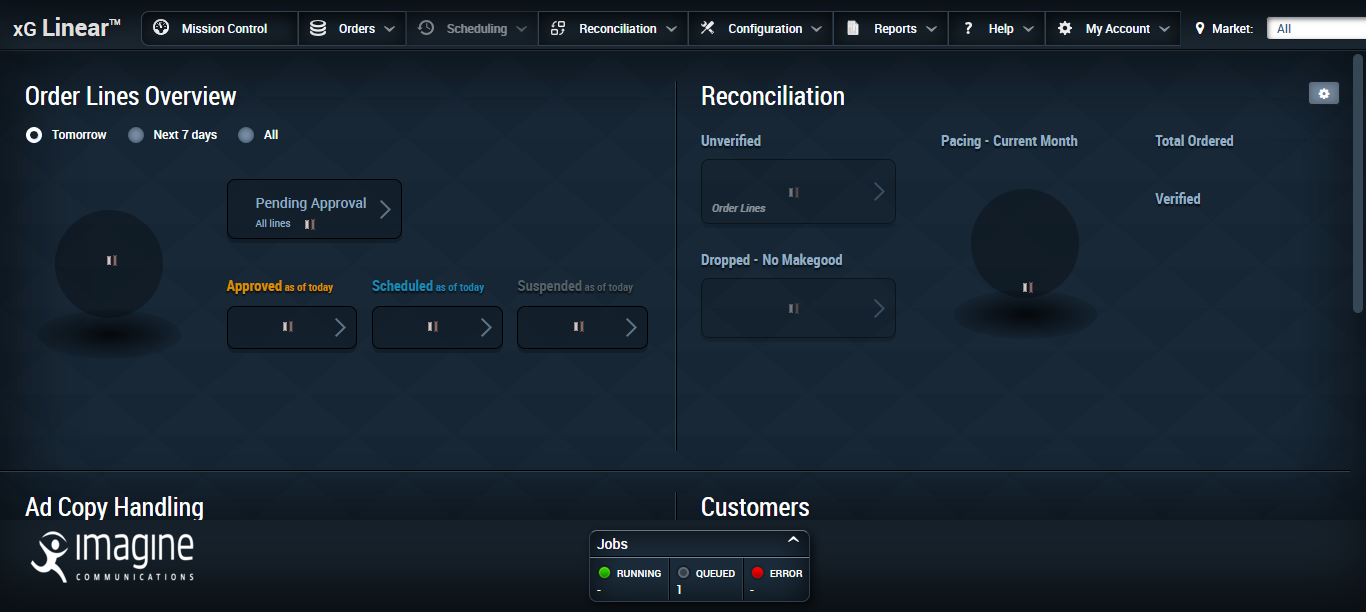 xG Linear™
Mission Control
Orders
Scheduling
Reconciliation
Configuration
Reports
? Help
My Account
Market:
All
Order Lines Overview
Tomorrow
Next 7 days
All
Pending Approval
All lines
Approved as of today
Scheduled as of today
Suspended as of today
Reconciliation
Unverified
Order Lines
Dropped - No Makegood
Pacing - Current Month
Total Ordered
Verified
Ad Copy Handling
Customers
imagine
COMMUNICATIONS
Jobs
RUNNING
-
QUEUED
1
ERROR
-